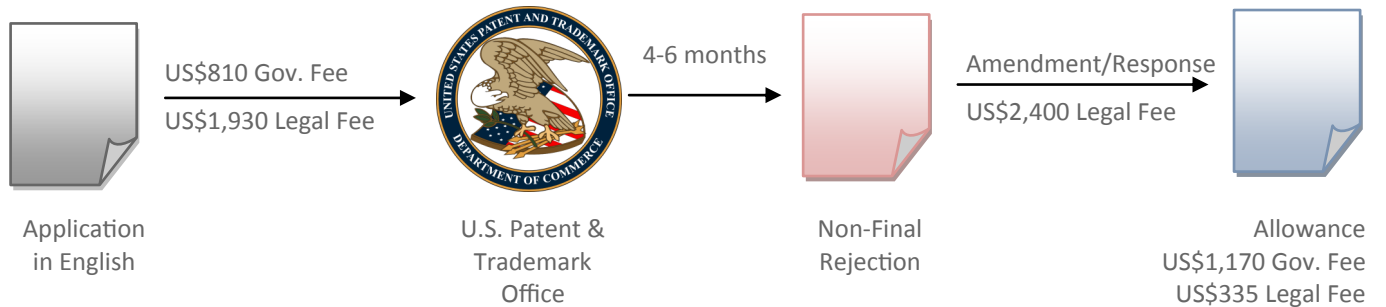 US$810 Gov. Fee
US$1,930 Legal Fee
UNITED STATES PATENT AND TRADEMARK OFFICE
DEPARTMENT OF COMMERCE
4-6 months
Amendment/Response
US$2,400 Legal Fee
Application
in English
U.S. Patent &
Trademark
Office
Non-Final
Rejection
Allowance
US$1,170 Gov. Fee
US$335 Legal Fee